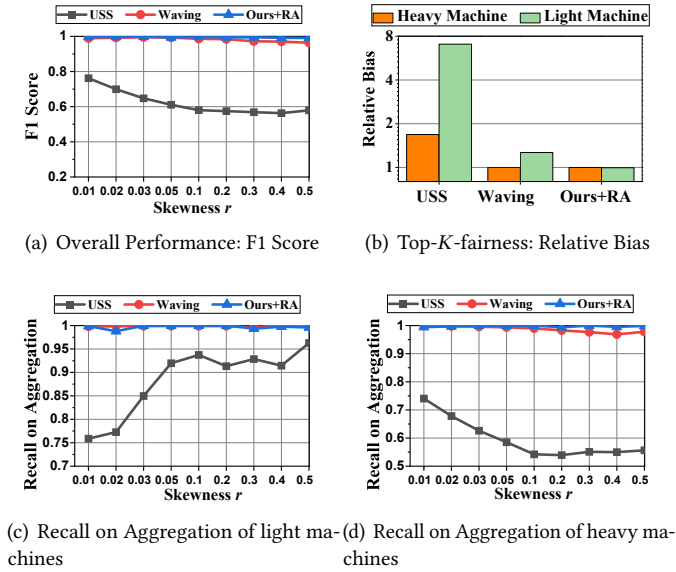 USS Waving Ours+RA
1
0.8
0.6
0.4
0.2
F1 Score
0.01 0.02 0.03 0.05 0.1 0.2 0.3 0.4 0.5
Skewness r
(a) Overall Performance: F1 Score
Heavy Machine Light Machine
8
4
2
1
Relative Bias
USS Waving Ours+RA
(b) Top-K-fairness: Relative Bias
USS Waving Ours+RA
1
0.95
0.9
0.85
0.8
0.75
0.7
Recall on Aggregation
0.01 0.02 0.03 0.05 0.1 0.2 0.3 0.4 0.5
Skewness r
(c) Recall on Aggregation of light ma-
chines
USS Waving Ours+RA
1
0.9
0.8
0.7
0.6
0.5
Recall on Aggregation
0.01 0.02 0.03 0.05 0.1 0.2 0.3 0.4 0.5
Skewness r
(d) Recall on Aggregation of heavy ma-
chines